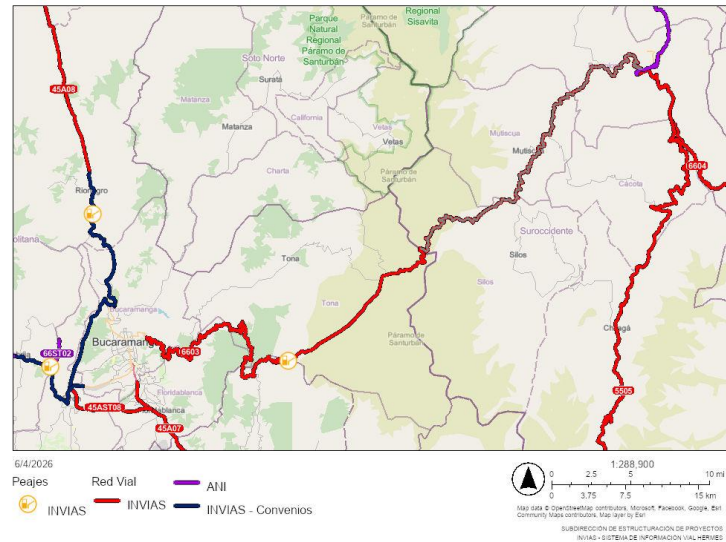 Parque
Natural
Regional
Páramo de
Santurbán
Páramo de
Santurbán
Regional
Sisavita
45A08
Soto Norte
Suratá
Matanza
California
Matanza
Vetas
Vetas
Mutiscua
Mutiscua
6604
Rionegro
Charta
Páramo de
Santurbán
Cácota
Suroccidente
olitana
Tona
Silos
Silos
Tona
Bucaramanga
66ST02
Bucaramanga
6603
Páramo de
Santurbán
Chitagá
Floridablanca
45AST08
45A07
5505
6/4/2026
Peajes
INVIAS
Red Vial
INVIAS
ANI
INVIAS - Convenios
1:288,900
0 2.5 5 10 mi
0 3.75 7.5 15 km
Map data © OpenStreetMap contributors, Microsoft, Facebook, Google, Esri
Community Maps contributors, Map layer by Esri
SUBDIRECCIÓN DE ESTRUCTURACIÓN DE PROYECTOS
INVIAS - SISTEMA DE INFORMACIÓN VIAL HERMES